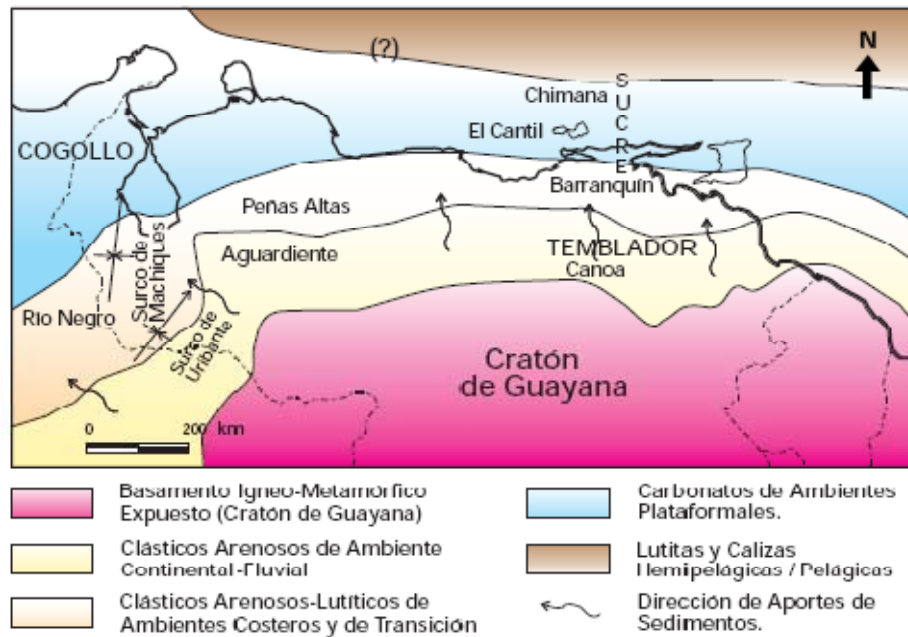 (?)
N
SUCRE
Chimana
El Cantil
COGOLLO
Barranquín
Peñas Altas
Surco de
Machiques
Aguardiente
TEMBLADOR
Canoa
Río Negro
Surco de
Uribante
Cratón
de Guayana
0 200 km
Basamento Igneo-Metamórfico
Expuesto (Cratón de Guayana)
Clásticos Arenosos de Ambiente
Continental-Fluvial
Clásticos Arenosos-Lutíticos de
Ambientes Costeros y de Transición
Carbonatos de Ambientes
Plataformales.
Lutitas y Calizas
Hemipelágicas / Pelágicas
Dirección de Aportes de
Sedimentos.